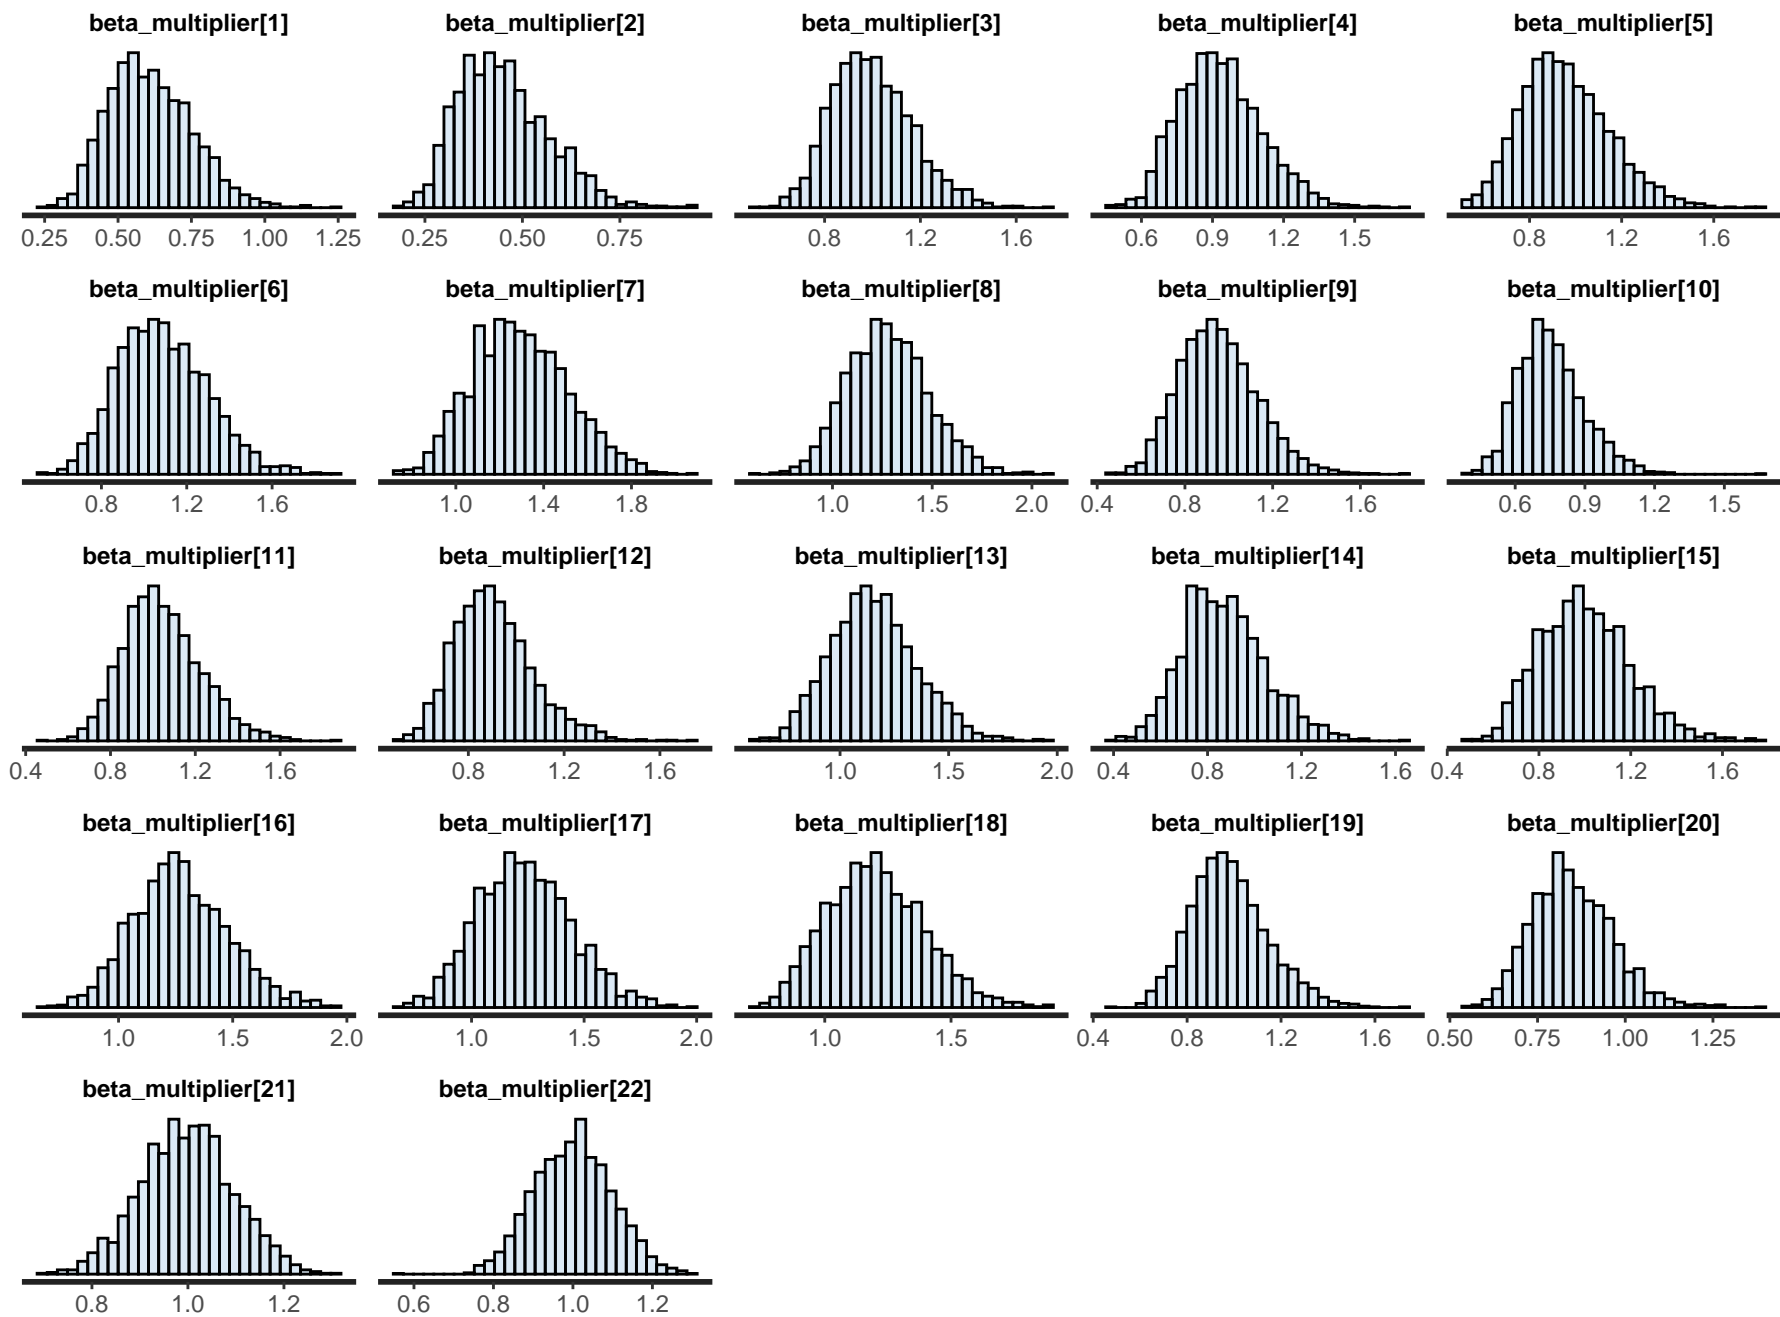 beta_multiplier[1] beta_multiplier[2] beta_multiplier[3] beta_multiplier[4] beta_multiplier[5]
0.25 0.50 0.75 1.00 1.25 0.25 0.50 0.75 0.8 1.2 1.6 0.6 0.9 1.2 1.5 0.8 1.2 1.6
beta_multiplier[6] beta_multiplier[7] beta_multiplier[8] beta_multiplier[9] beta_multiplier[10]
0.8 1.2 1.6 1.0 1.4 1.8 1.0 1.5 2.0 0.4 0.8 1.2 1.6 0.6 0.9 1.2 1.5
beta_multiplier[11] beta_multiplier[12] beta_multiplier[13] beta_multiplier[14] beta_multiplier[15]
0.4 0.8 1.2 1.6 0.8 1.2 1.6 1.0 1.5 2.0 0.4 0.8 1.2 1.6 0.4 0.8 1.2 1.6
beta_multiplier[16] beta_multiplier[17] beta_multiplier[18] beta_multiplier[19] beta_multiplier[20]
1.0 1.5 2.0 1.0 1.5 2.0 1.0 1.5 0.4 0.8 1.2 1.6 0.50 0.75 1.00 1.25
beta_multiplier[21] beta_multiplier[22]
0.8 1.0 1.2 0.6 0.8 1.0 1.2